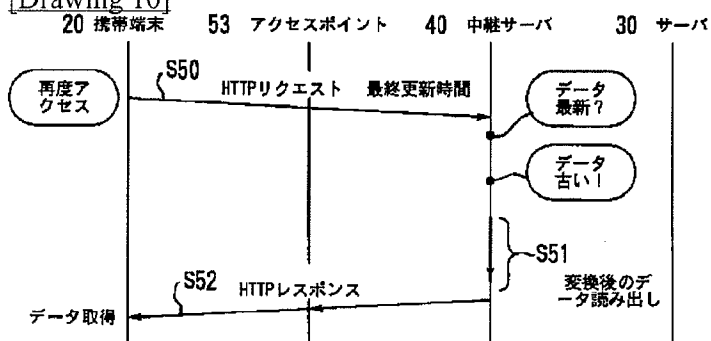 [Drawing 10]
20 携帯端末 53 アクセスポイント 40 中継サーバ 30 サーバ
再度ア
クセス
S50
HTTPリクエスト 最終更新時間
データ
最新？
データ
古い！
S51
変換後のデ
ータ読み出し
S52
HTTPレスポンス
データ取得